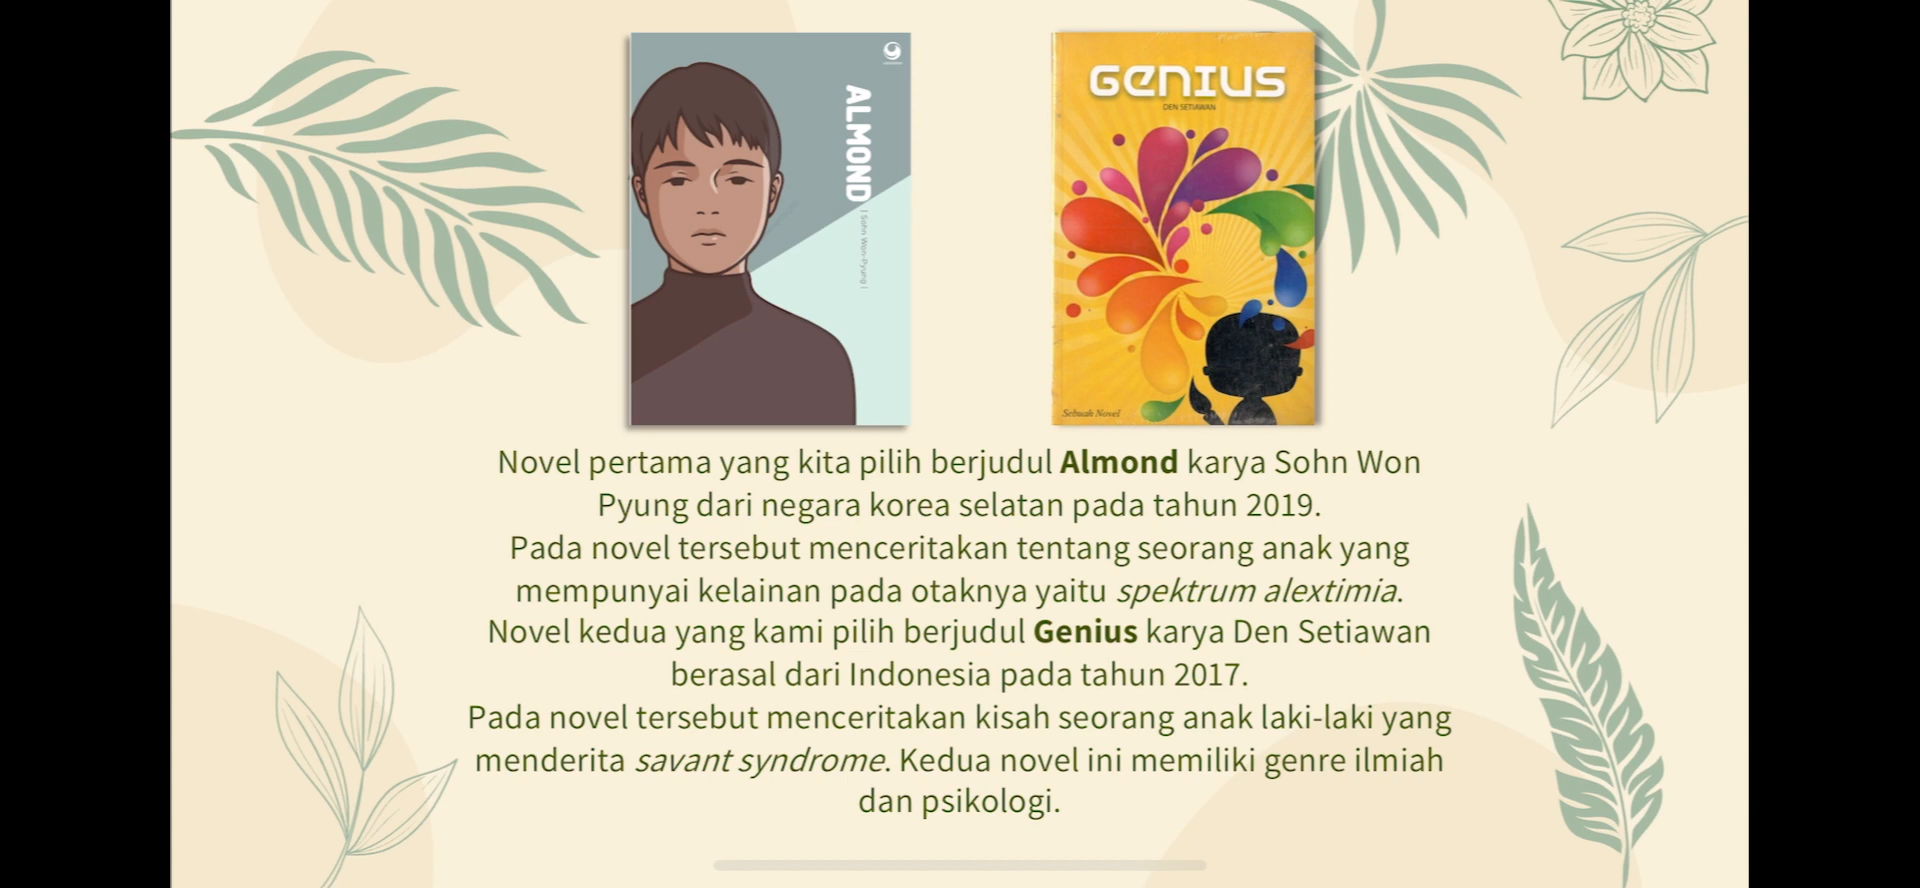 ALMOND
| Sohn Won-Pyung |
GENIUS
DEN SETIAWAN
Sebuah Novel
Novel pertama yang kita pilih berjudul Almond karya Sohn Won
Pyung dari negara korea selatan pada tahun 2019.
Pada novel tersebut menceritakan tentang seorang anak yang
mempunyai kelainan pada otaknya yaitu spektrum alextimia.
Novel kedua yang kami pilih berjudul Genius karya Den Setiawan
berasal dari Indonesia pada tahun 2017.
Pada novel tersebut menceritakan kisah seorang anak laki-laki yang
menderita savant syndrome. Kedua novel ini memiliki genre ilmiah
dan psikologi.